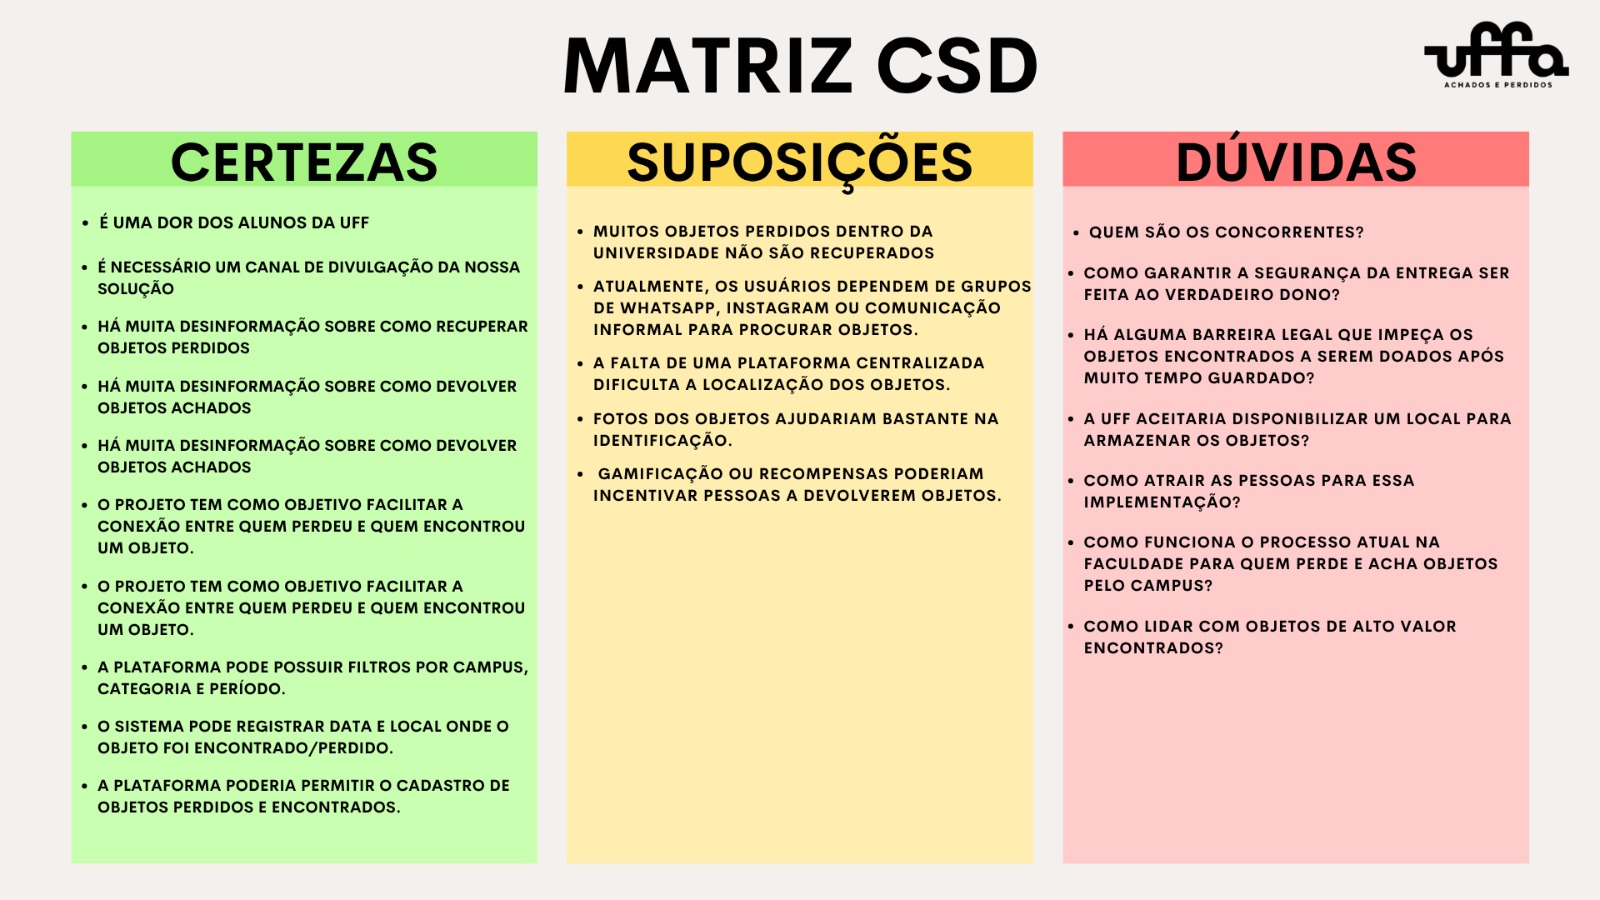 MATRIZ CSD
uffa
ACHADOS E PERDIDOS
CERTEZAS
• É UMA DOR DOS ALUNOS DA UFF
• É NECESSÁRIO UM CANAL DE DIVULGAÇÃO DA NOSSA
SOLUÇÃO
• HÁ MUITA DESINFORMAÇÃO SOBRE COMO RECUPERAR
OBJETOS PERDIDOS
• HÁ MUITA DESINFORMAÇÃO SOBRE COMO DEVOLVER
OBJETOS ACHADOS
• HÁ MUITA DESINFORMAÇÃO SOBRE COMO DEVOLVER
OBJETOS ACHADOS
• O PROJETO TEM COMO OBJETIVO FACILITAR A
CONEXÃO ENTRE QUEM PERDEU E QUEM ENCONTROU
UM OBJETO.
• O PROJETO TEM COMO OBJETIVO FACILITAR A
CONEXÃO ENTRE QUEM PERDEU E QUEM ENCONTROU
UM OBJETO.
• A PLATAFORMA PODE POSSUIR FILTROS POR CAMPUS,
CATEGORIA E PERÍODO.
• O SISTEMA PODE REGISTRAR DATA E LOCAL ONDE O
OBJETO FOI ENCONTRADO/PERDIDO.
• A PLATAFORMA PODERIA PERMITIR O CADASTRO DE
OBJETOS PERDIDOS E ENCONTRADOS.
SUPOSIÇÕES
• MUITOS OBJETOS PERDIDOS DENTRO DA
UNIVERSIDADE NÃO SÃO RECUPERADOS
• ATUALMENTE, OS USUÁRIOS DEPENDEM DE GRUPOS
DE WHATSAPP, INSTAGRAM OU COMUNICAÇÃO
INFORMAL PARA PROCURAR OBJETOS.
• A FALTA DE UMA PLATAFORMA CENTRALIZADA
DIFICULTA A LOCALIZAÇÃO DOS OBJETOS.
• FOTOS DOS OBJETOS AJUDARIAM BASTANTE NA
IDENTIFICAÇÃO.
• GAMIFICAÇÃO OU RECOMPENSAS PODERIAM
INCENTIVAR PESSOAS A DEVOLVEREM OBJETOS.
DÚVIDAS
• QUEM SÃO OS CONCORRENTES?
• COMO GARANTIR A SEGURANÇA DA ENTREGA SER
FEITA AO VERDADEIRO DONO?
• HÁ ALGUMA BARREIRA LEGAL QUE IMPEÇA OS
OBJETOS ENCONTRADOS A SEREM DOADOS APÓS
MUITO TEMPO GUARDADO?
• A UFF ACEITARIA DISPONIBILIZAR UM LOCAL PARA
ARMAZENAR OS OBJETOS?
• COMO ATRAIR AS PESSOAS PARA ESSA
IMPLEMENTAÇÃO?
• COMO FUNCIONA O PROCESSO ATUAL NA
FACULDADE PARA QUEM PERDE E ACHA OBJETOS
PELO CAMPUS?
• COMO LIDAR COM OBJETOS DE ALTO VALOR
ENCONTRADOS?